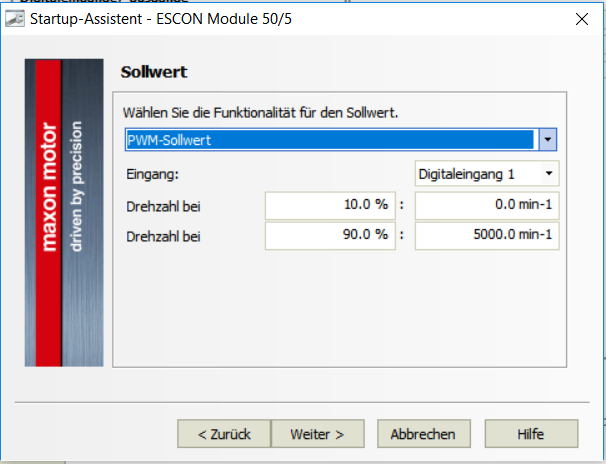 Startup-Assistent - ESCON Module 50/5
Sollwert
Wählen Sie die Funktionalität für den Sollwert.
PWM-Sollwert
Eingang: Digitaleingang 1
Drehzahl bei 10.0 % : 0.0 min-1
Drehzahl bei 90.0 % : 5000.0 min-1
maxon motor
driven by precision
< Zurück Weiter > Abbrechen Hilfe